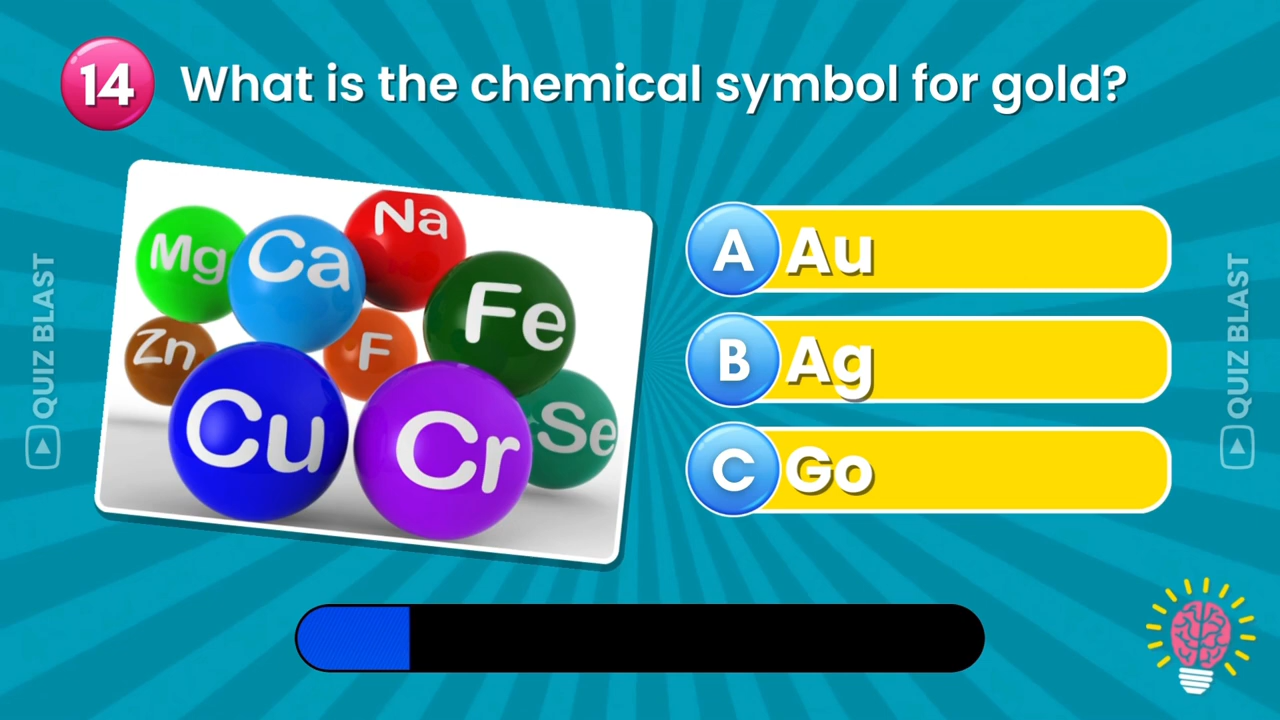 14
What is the chemical symbol for gold?
Mg
Ca
Na
Fe
Zn
F
Cu
Cr
Se
A Au
B Ag
C Go
QUIZ BLAST
QUIZ BLAST